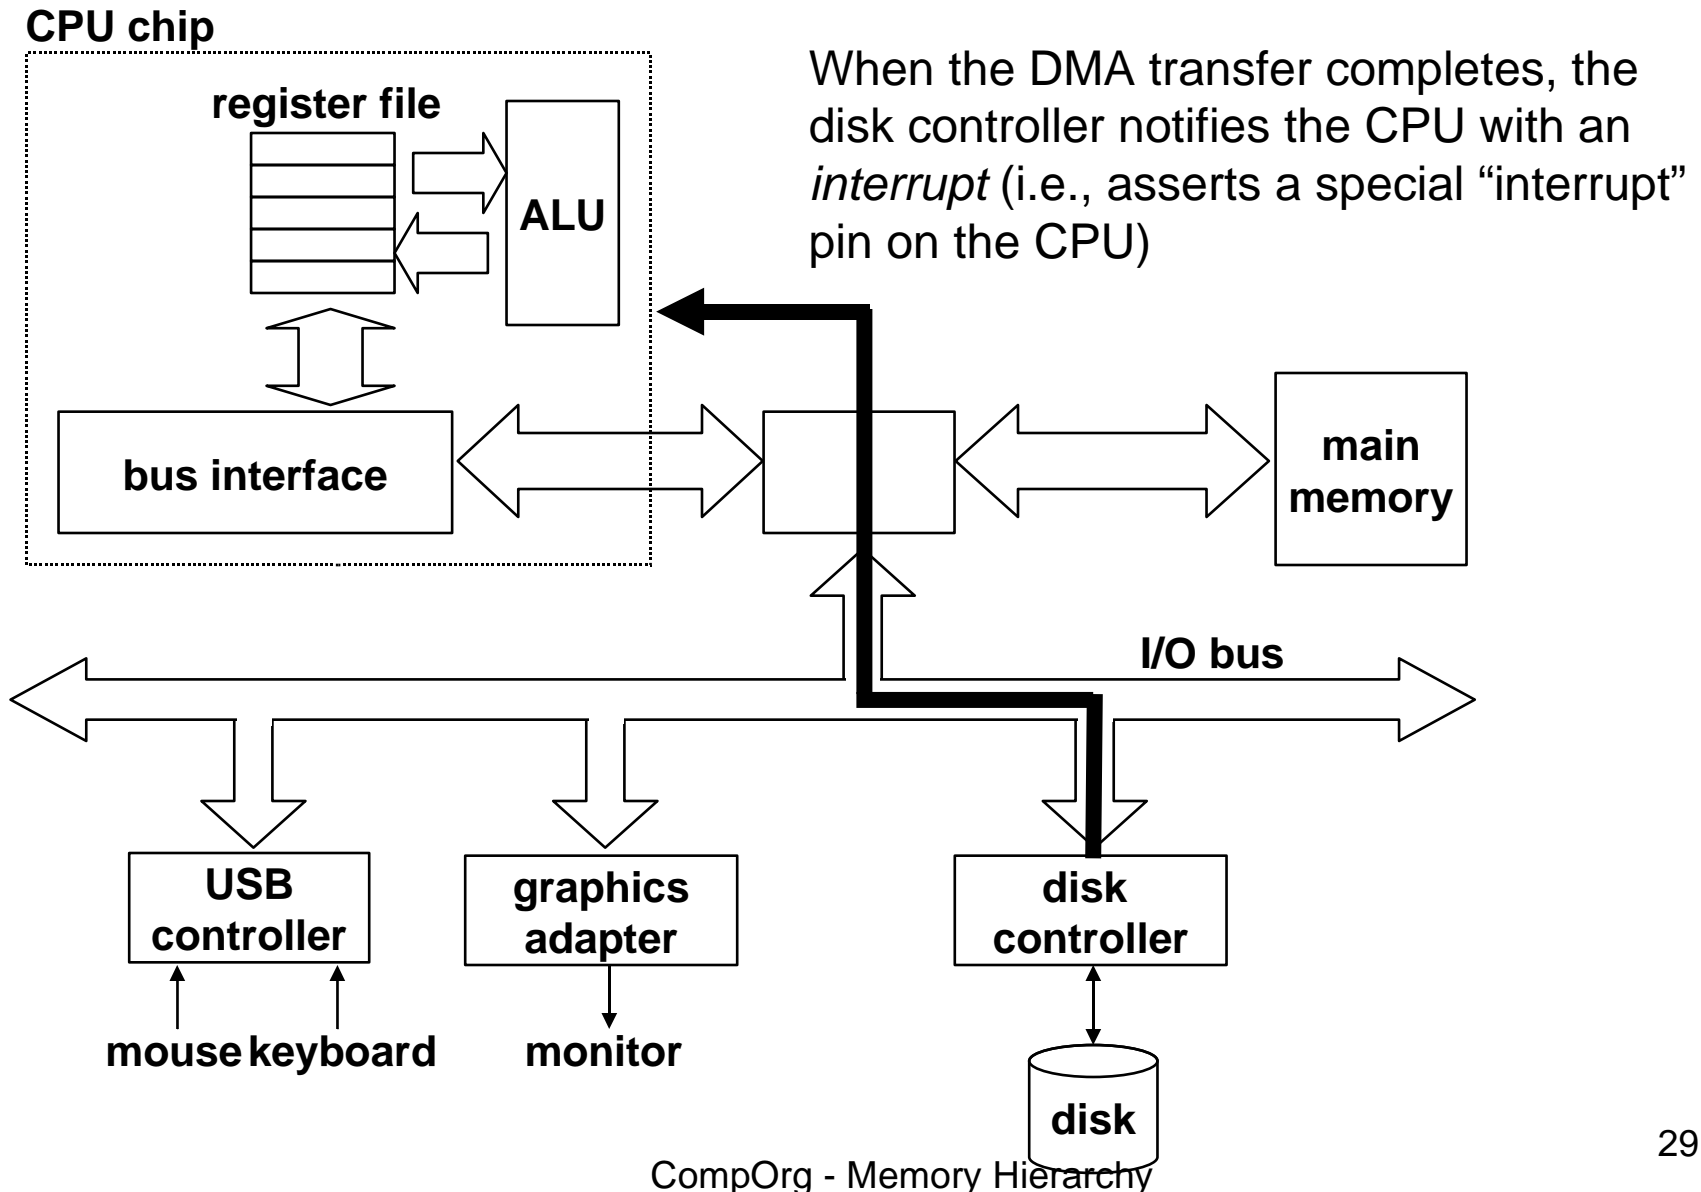 CPU chip
When the DMA transfer completes, the
disk controller notifies the CPU with an
interrupt (i.e., asserts a special “interrupt”
pin on the CPU)
register file
ALU
bus interface
main
memory
I/O bus
USB
controller
graphics
adapter
disk
controller
mouse keyboard
monitor
disk
29
CompOrg - Memory Hierarchy